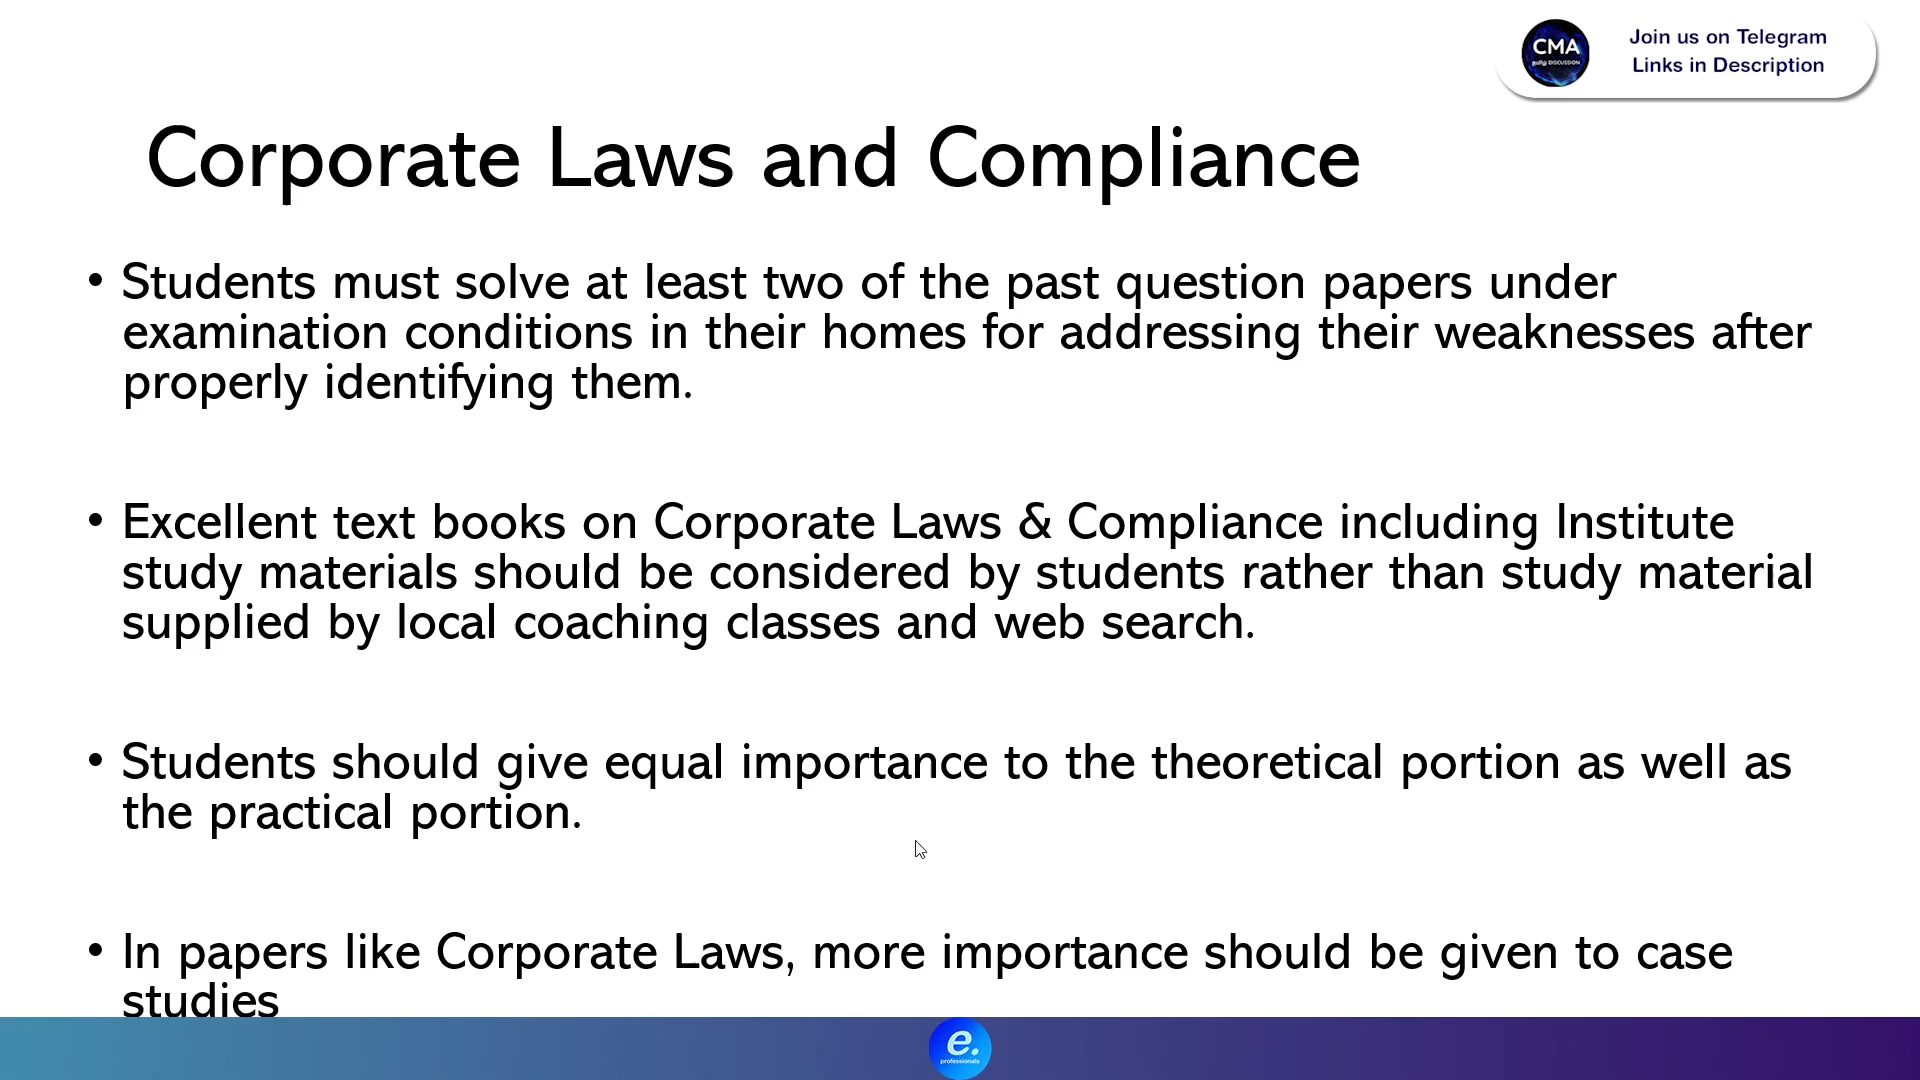 CMA
தமிழ் DISCUSSION
Join us on Telegram
Links in Description
Corporate Laws and Compliance
• Students must solve at least two of the past question papers under
examination conditions in their homes for addressing their weaknesses after
properly identifying them.
• Excellent text books on Corporate Laws & Compliance including Institute
study materials should be considered by students rather than study material
supplied by local coaching classes and web search.
• Students should give equal importance to the theoretical portion as well as
the practical portion.
• In papers like Corporate Laws, more importance should be given to case
studies
e.
professionals